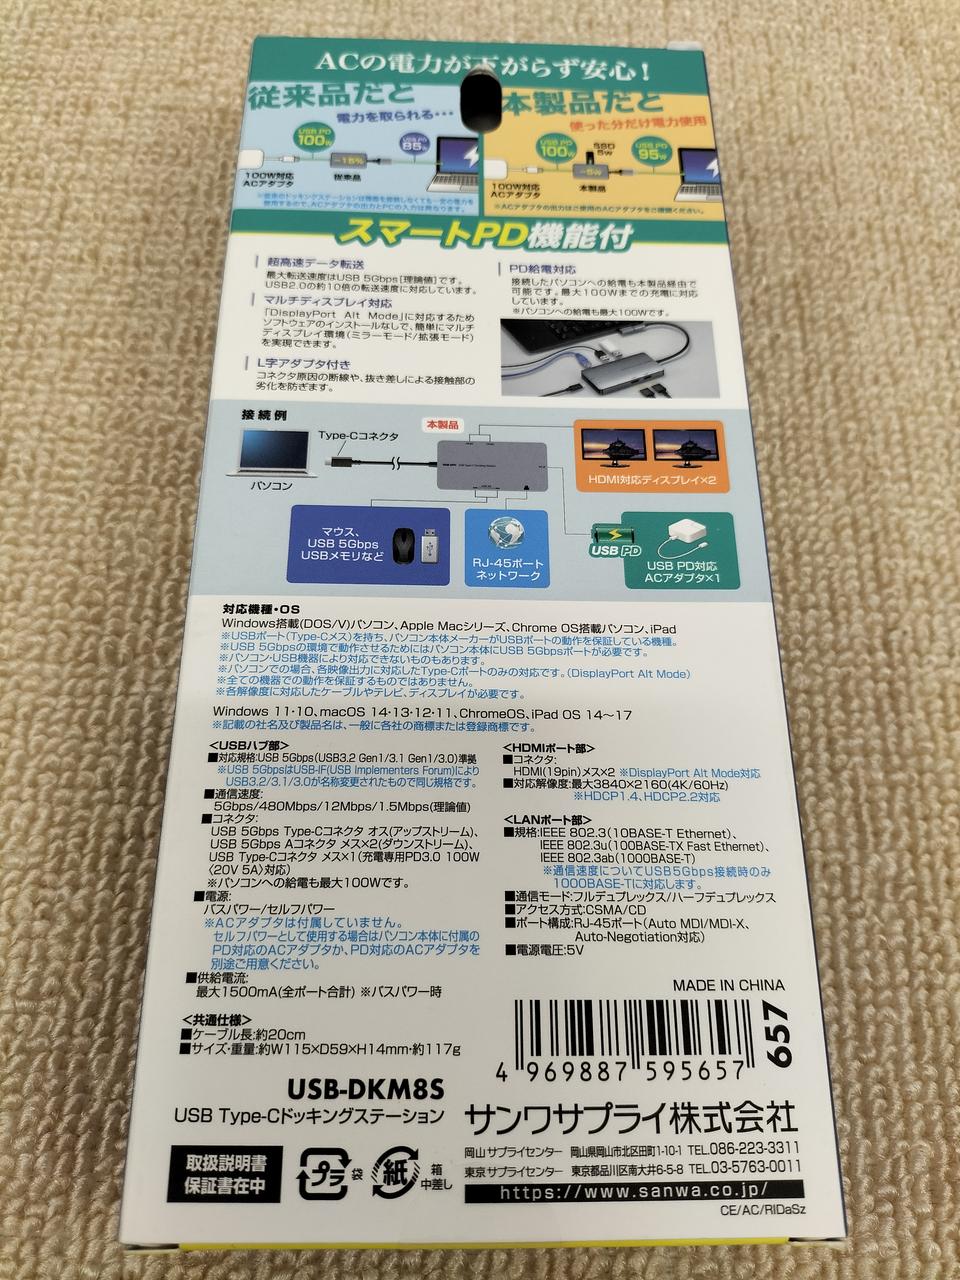 ACの電力が下がらず安心!
従来品だと
電力を取られる・・・
USB PD
100W
USB PD
85W
-15%
100W対応
ACアダプタ
従来品
本製品だと
使った分だけ電力使用
USB PD
100W
SSD
5W
USB PD
95W
-5W
100W対応
ACアダプタ
本製品
※ACアダプタの出力はご使用のACアダプタをご確認ください。
スマートPD機能付
超高速データ転送
最大転送速度はUSB 5Gbps[理論値]です。
USB2.0の約10倍の転送速度に対応しています。
マルチディスプレイ対応
「DisplayPort Alt Mode」に対応するため
ソフトウェアのインストールなしで、簡単にマルチ
ディスプレイ環境(ミラーモード/拡張モード)
を実現できます。
L字アダプタ付き
コネクタ原因の断線や、抜き差しによる接触部の
劣化を防ぎます。
PD給電対応
接続したパソコンへの給電も本製品経由で
可能です。最大100Wまでの充電に対応
しています。
※パソコンへの給電も最大100Wです。
接続例
Type-Cコネクタ
本製品
パソコン
HDMI対応ディスプレイ×2
マウス、
USB 5Gbps
USBメモリなど
RJ-45ポート
ネットワーク
USB PD
USB PD対応
ACアダプタ×1
対応機種・OS
Windows搭載(DOS/V)パソコン、Apple Macシリーズ、Chrome OS搭載パソコン、iPad
※USBポート(Type-Cメス)を持ち、パソコン本体メーカーがUSBポートの動作を保証している機種。
※USB 5Gbpsの環境で動作させるためにはパソコン本体にUSB 5Gbpsポートが必要です。
※パソコン・USB機器により対応できないものもあります。
※パソコンでの場合、各映像出力に対応したType-Cポートのみの対応です。(DisplayPort Alt Mode)
※全ての機器での動作を保証するものではありません。
※各解像度に対応したケーブルやテレビ、ディスプレイが必要です。
Windows 11・10、macOS 14・13・12・11、ChromeOS、iPad OS 14〜17
※記載の社名及び製品名は、一般に各社の商標または登録商標です。
<USBハブ部>
■対応規格:USB 5Gbps(USB3.2 Gen1/3.1 Gen1/3.0)準拠
※USB 5GbpsはUSB-IF(USB Implementers Forum)により
USB3.2/3.1/3.0が名称変更されたもので同じ規格です。
■通信速度:
5Gbps/480Mbps/12Mbps/1.5Mbps(理論値)
■コネクタ:
USB 5Gbps Type-Cコネクタ オス(アップストリーム)、
USB 5Gbps Aコネクタ メス×2(ダウンストリーム)、
USB Type-Cコネクタ メス×1(充電専用PD3.0 100W
〈20V 5A〉対応)
※パソコンへの給電も最大100Wです。
■電源:
バスパワー/セルフパワー
※ACアダプタは付属していません。
セルフパワーとして使用する場合はパソコン本体に付属の
PD対応のACアダプタか、PD対応のACアダプタを
別途ご用意ください。
■供給電流:
最大1500mA(全ポート合計) ※バスパワー時
<共通仕様>
■ケーブル長:約20cm
■サイズ・重量:約W115×D59×H14mm・約117g
<HDMIポート部>
■コネクタ:
HDMI(19pin)メス×2 ※DisplayPort Alt Mode対応
■対応解像度:最大3840×2160(4K/60Hz)
※HDCP1.4、HDCP2.2対応
<LANポート部>
■規格:IEEE 802.3(10BASE-T Ethernet)、
IEEE 802.3u(100BASE-TX Fast Ethernet)、
IEEE 802.3ab(1000BASE-T)
※通信速度についてUSB5Gbps接続時のみ
1000BASE-Tに対応します。
■通信モード:フルデュプレックス/ハーフデュプレックス
■アクセス方式:CSMA/CD
■ポート構成:RJ-45ポート(Auto MDI/MDI-X、
Auto-Negotiation対応)
■電源電圧:5V
MADE IN CHINA
4 969887 595657
657
USB-DKM8S
USB Type-Cドッキングステーション
サンワサプライ株式会社
岡山サプライセンター 岡山県岡山市北区田町1-10-1 TEL.086-223-3311
東京サプライセンター 東京都品川区南大井6-5-8 TEL.03-5763-0011
https://www.sanwa.co.jp/
CE/AC/RIDaSz
取扱説明書
保証書在中
プラ
袋
紙
箱
中差し